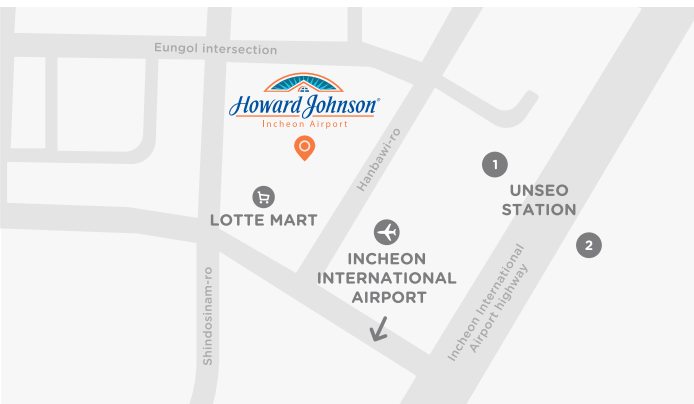 Eungol intersection
Howard Johnson®
Incheon Airport
Hanbawi-ro
1
UNSEO
STATION
LOTTE MART
2
INCHEON
INTERNATIONAL
AIRPORT
Shindosinam-ro
Incheon International
Airport highway